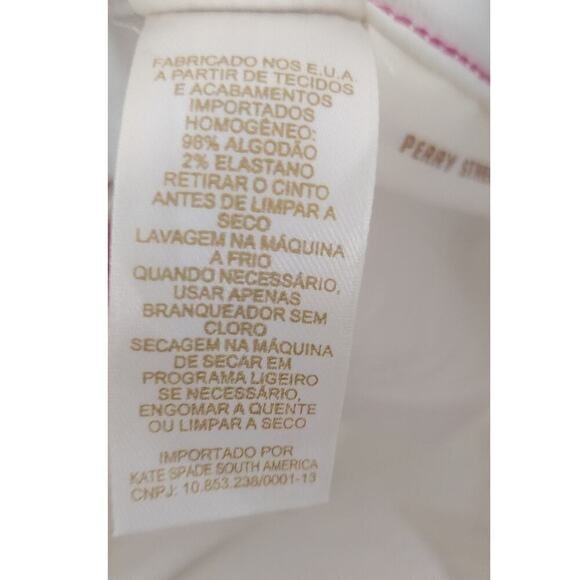 FABRICADO NOS E.U.A.
A PARTIR DE TECIDOS
E ACABAMENTOS
IMPORTADOS
HOMOGÊNEO:
98% ALGODÃO
2% ELASTANO
RETIRAR O CINTO
ANTES DE LIMPAR A
SECO
LAVAGEM NA MÁQUINA
A FRIO
QUANDO NECESSÁRIO,
USAR APENAS
BRANQUEADOR SEM
CLORO
SECAGEM NA MÁQUINA
DE SECAR EM
PROGRAMA LIGEIRO
SE NECESSÁRIO,
ENGOMAR A QUENTE
OU LIMPAR A SECO
IMPORTADO POR
KATE SPADE SOUTH AMERICA
CNPJ: 10.853.238/0001-13
PERRY